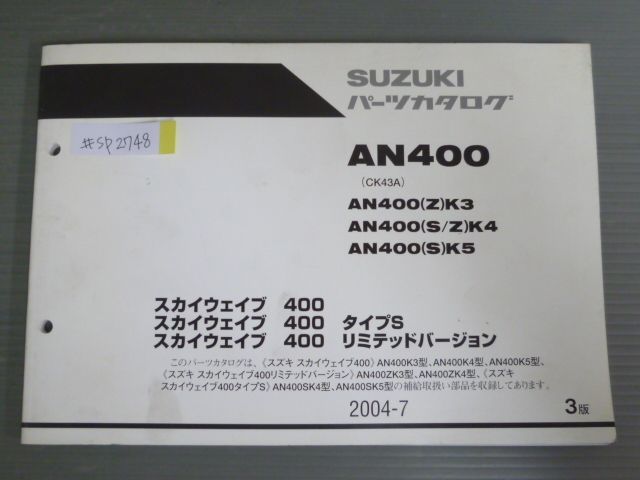 SUZUKI
パーツカタログ
#SP2748
AN400
(CK43A)
AN400(Z)K3
AN400(S/Z)K4
AN400(S)K5
スカイウェイブ 400
スカイウェイブ 400 タイプS
スカイウェイブ 400 リミテッドバージョン
このパーツカタログは、《スズキ スカイウェイブ400》AN400K3型、AN400K4型、AN400K5型、
《スズキ スカイウェイブ400リミテッドバージョン》AN400ZK3型、AN400ZK4型、《スズキ
スカイウェイブ400タイプS》AN400SK4型、AN400SK5型の補給取扱い部品を収録してあります。
2004-7
3版